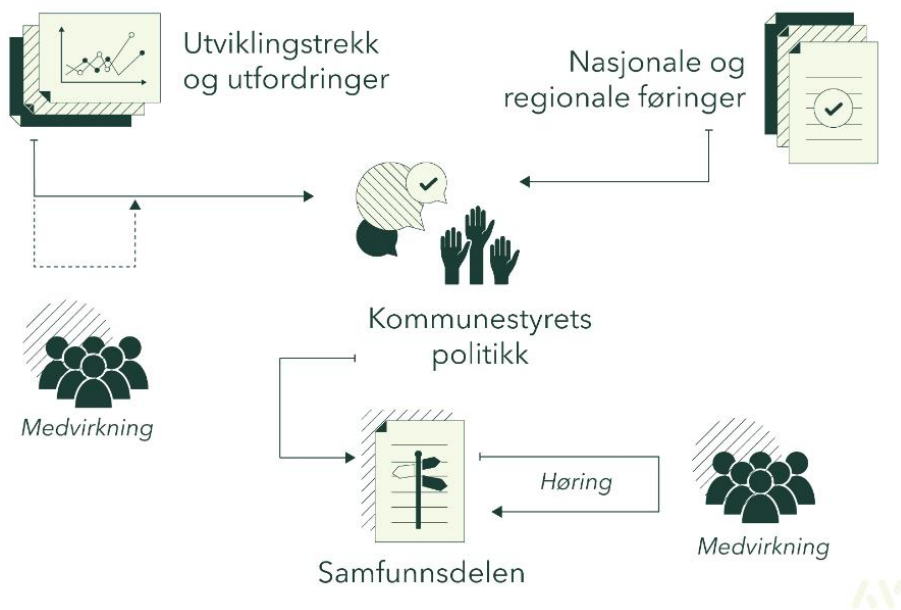 Utviklingstrekk
og utfordringer
Nasjonale og
regionale føringer
Kommunestyrets
politikk
Medvirkning
Høring
Medvirkning
Samfunnsdelen